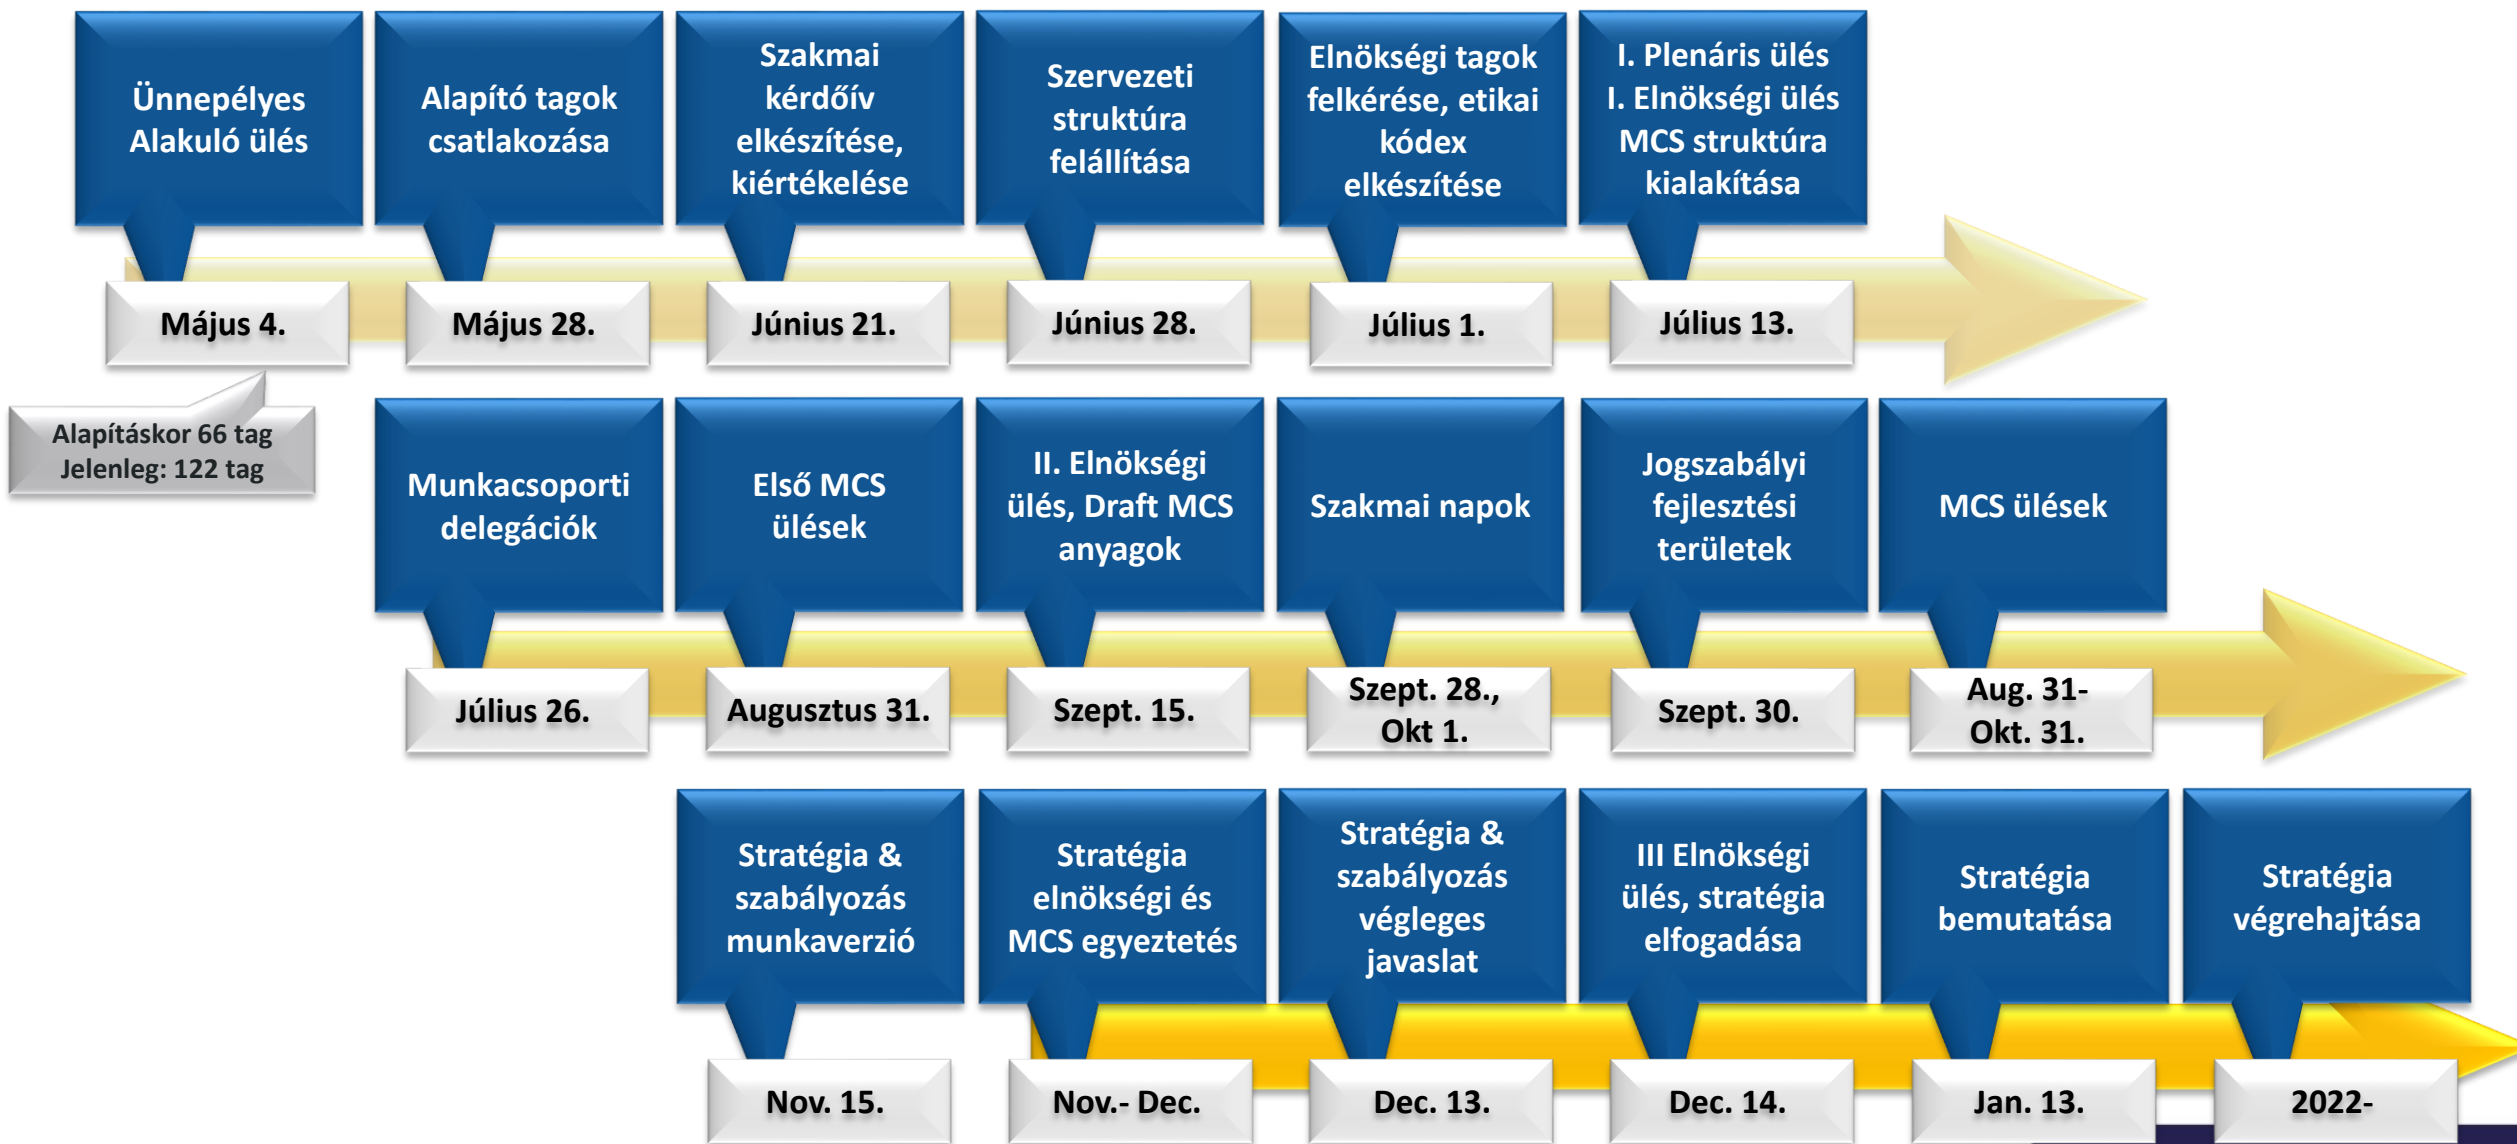 Ünnepélyes
Alakuló ülés
Alapító tagok
csatlakozása
Szakmai
kérdőív
elkészítése,
kiértékelése
Szervezeti
struktúra
felállítása
Elnökségi tagok
felkérése, etikai
kódex
elkészítése
I. Plenáris ülés
I. Elnökségi ülés
MCS struktúra
kialakítása
Május 4.
Május 28.
Június 21.
Június 28.
Július 1.
Július 13.
Alapításkor 66 tag
Jelenleg: 122 tag
Munkacsoporti
delegációk
Első MCS
ülések
II. Elnökségi
ülés, Draft MCS
anyagok
Szakmai napok
Jogszabályi
fejlesztési
területek
MCS ülések
Július 26.
Augusztus 31.
Szept. 15.
Szept. 28.,
Okt 1.
Szept. 30.
Aug. 31-
Okt. 31.
Stratégia &
szabályozás
munkaverzió
Stratégia
elnökségi és
MCS egyeztetés
Stratégia &
szabályozás
végleges
javaslat
III Elnökségi
ülés, stratégia
elfogadása
Stratégia
bemutatása
Stratégia
végrehajtása
Nov. 15.
Nov.- Dec.
Dec. 13.
Dec. 14.
Jan. 13.
2022-